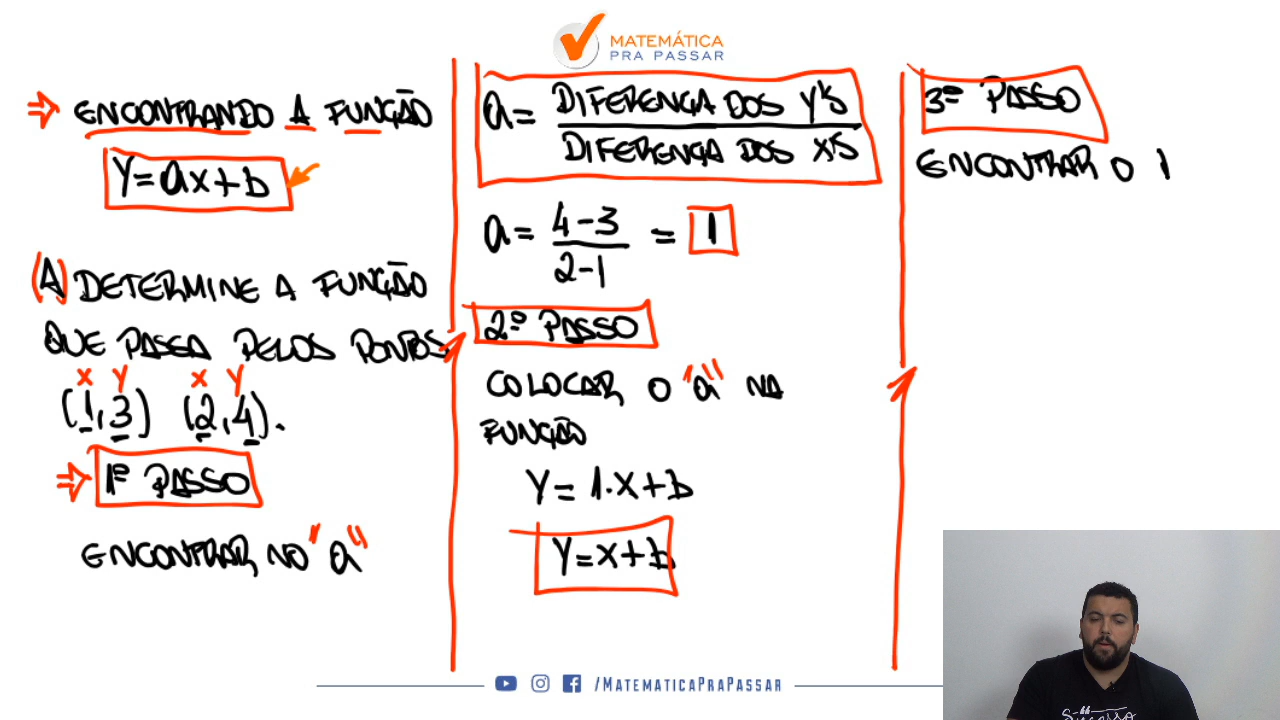 MATEMÁTICA
PRA PASSAR
⇒ ENCONTRANDO A FUNÇÃO
Y=ax+b
(A) DETERMINE A FUNÇÃO
QUE PASSA PELOS PONTOS
X Y X Y
(1,3) (2,4).
⇒ 1º PASSO
ENCONTRAR NO "a"
a= DIFERENÇA DOS Y'S
DIFERENÇA DOS X'S
a= 4-3 = 1
2-1
2º PASSO
COLOCAR O "a" NA
FUNÇÃO
Y=1.X+b
Y=X+b
3º PASSO
ENCONTRAR O
/MATEMATICAPRAPASSAR